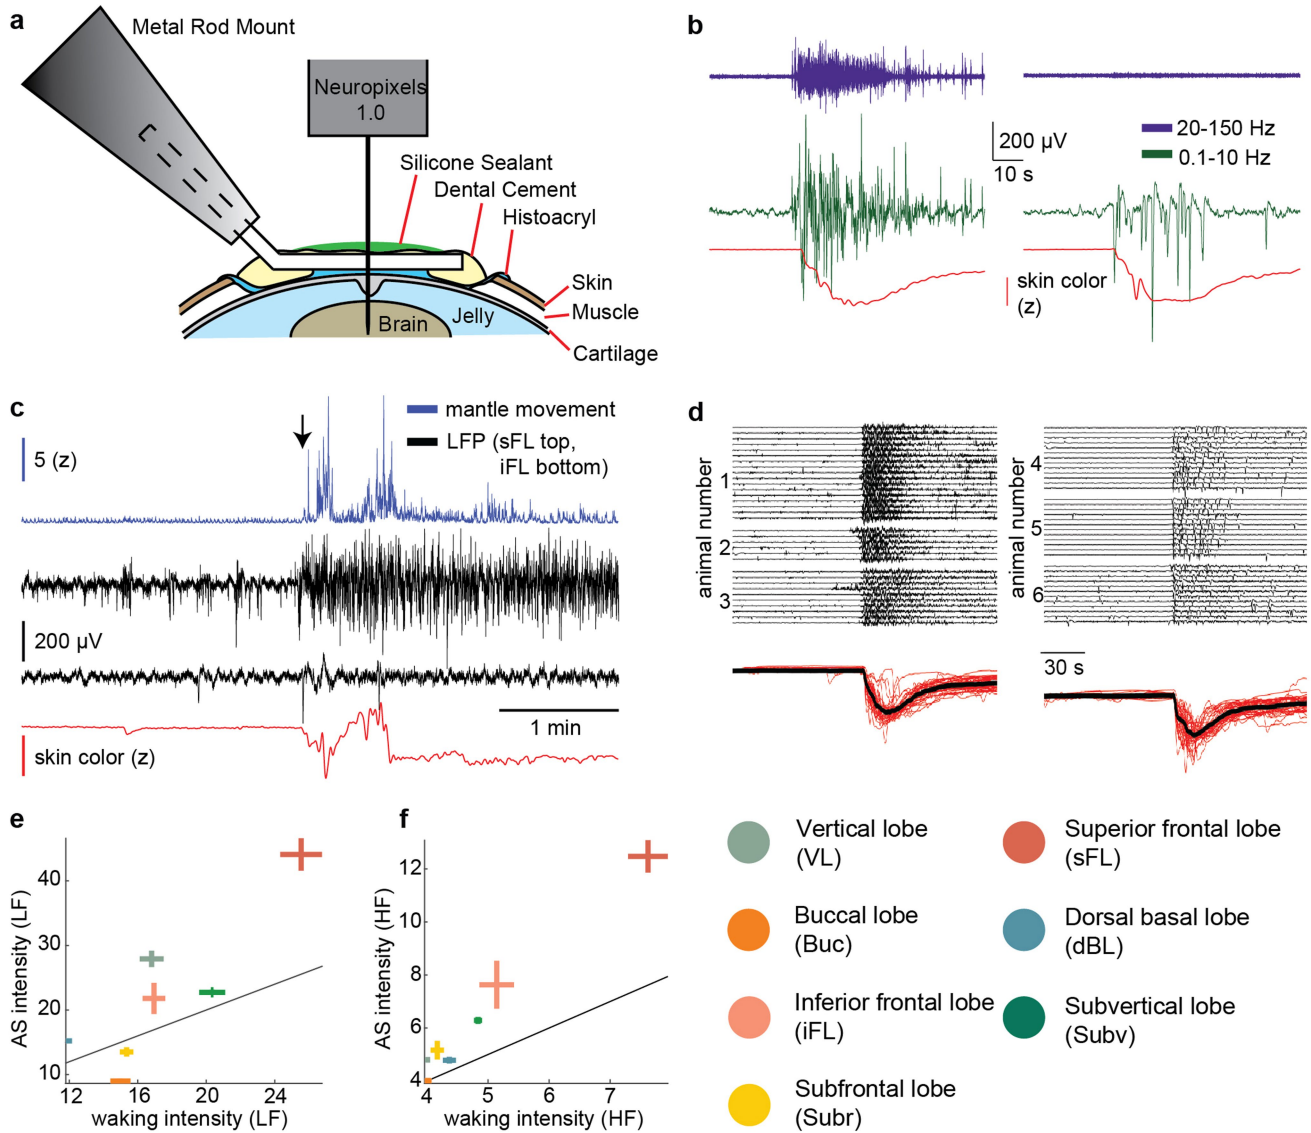 a
Metal Rod Mount
Neuropixels
1.0
Silicone Sealant
Dental Cement
Histoacryl
Skin
Muscle
Cartilage
Jelly
Brain
b
200 µV
10 s
20-150 Hz
0.1-10 Hz
skin color
(z)
c
mantle movement
LFP (sFL top,
iFL bottom)
5 (z)
200 µV
1 min
skin color (z)
d
animal number
1
2
3
animal number
4
5
6
30 s
e
AS intensity (LF)
40
30
20
10
12
16
20
24
waking intensity (LF)
f
AS intensity (HF)
12
10
8
6
4
4
5
6
7
waking intensity (HF)
Vertical lobe
(VL)
Buccal lobe
(Buc)
Inferior frontal lobe
(iFL)
Subfrontal lobe
(Subr)
Superior frontal lobe
(sFL)
Dorsal basal lobe
(dBL)
Subvertical lobe
(Subv)